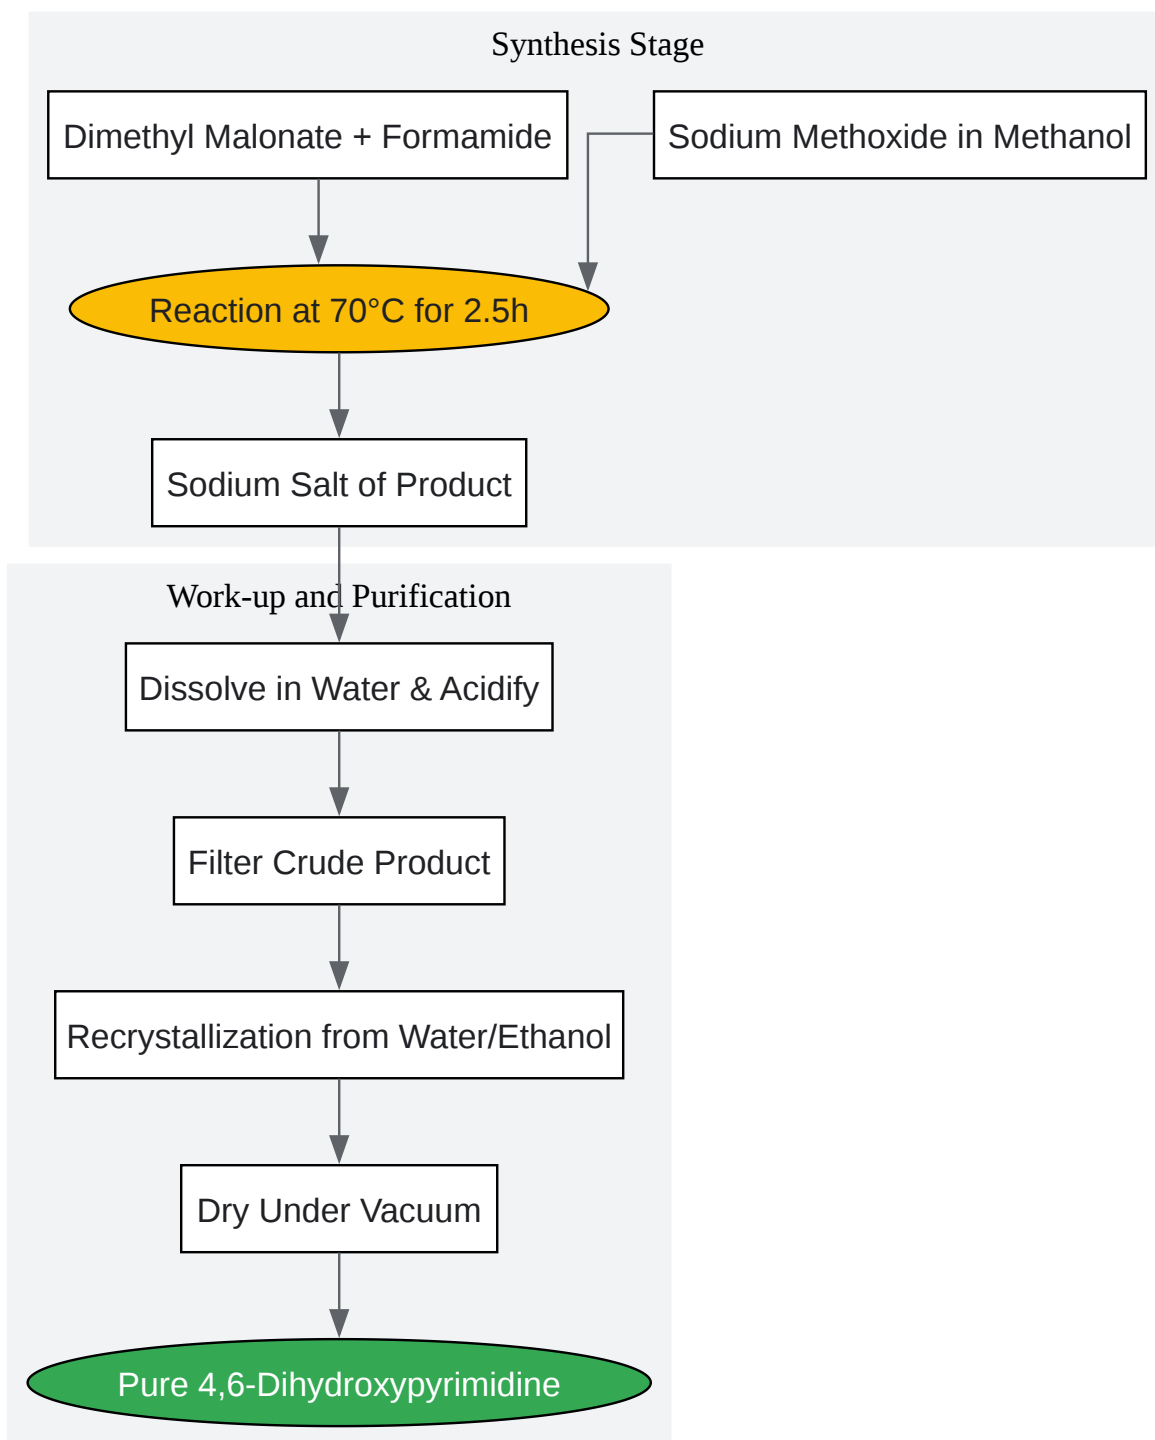 Synthesis Stage
Dimethyl Malonate + Formamide
Sodium Methoxide in Methanol
Reaction at 70°C for 2.5h
Sodium Salt of Product
Work-up and Purification
Dissolve in Water & Acidify
Filter Crude Product
Recrystallization from Water/Ethanol
Dry Under Vacuum
Pure 4,6-Dihydroxypyrimidine